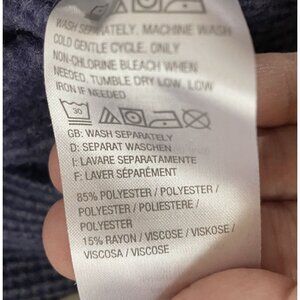 WASH SEPARATELY. MACHINE WASH
COLD GENTLE CYCLE. ONLY
NON-CHLORINE BLEACH WHEN
NEEDED. TUMBLE DRY LOW. LOW
IRON IF NEEDED.
30
GB: WASH SEPARATELY
D: SEPARAT WASCHEN
I: LAVARE SEPARATAMENTE
F: LAVER SÉPARÉMENT
85% POLYESTER / POLYESTER /
POLYESTER / POLIESTERE /
POLYESTER
15% RAYON / VISCOSE / VISKOSE /
VISCOSA / VISCOSE